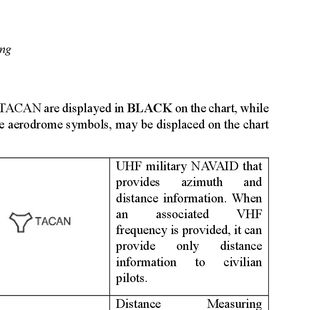 ng
TACAN are displayed in BLACK on the chart, while
e aerodrome symbols, may be displaced on the chart
TACAN
UHF military NAVAID that
provides azimuth and
distance information. When
an associated VHF
frequency is provided, it can
provide only distance
information to civilian
pilots.
Distance Measuring